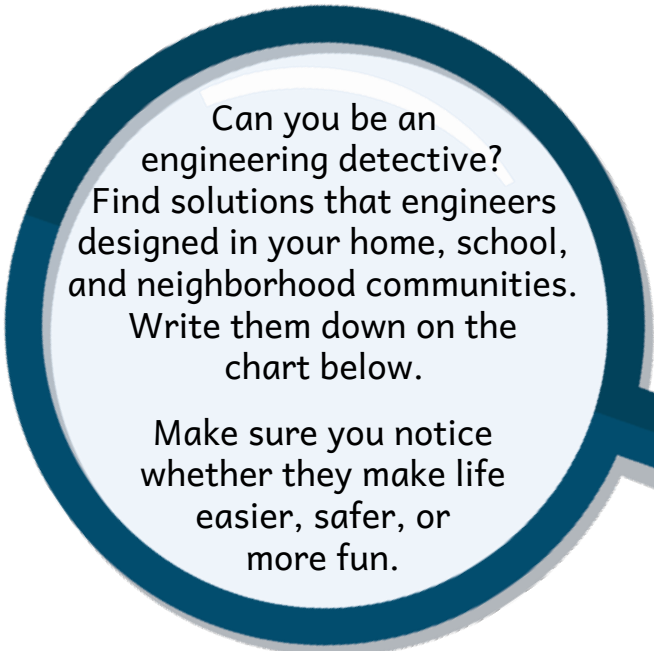 Can you be an
engineering detective?
Find solutions that engineers
designed in your home, school,
and neighborhood communities.
Write them down on the
chart below.
Make sure you notice
whether they make life
easier, safer, or
more fun.